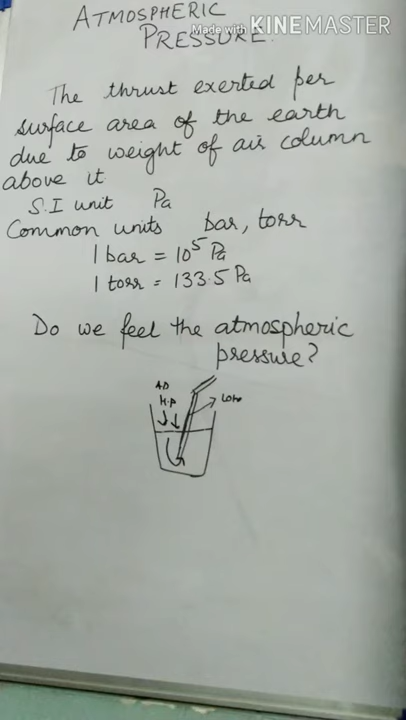 ATMOSPHERIC
Made with KINEMASTER
PRESSURE.
The thrust exerted per
surface area of the earth
due to weight of air column
above it
S.I unit Pa
Common units bar, torr
1 bar = 10⁵ Pa
1 torr = 133.5 Pa
Do we feel the atmospheric
pressure?
H.P